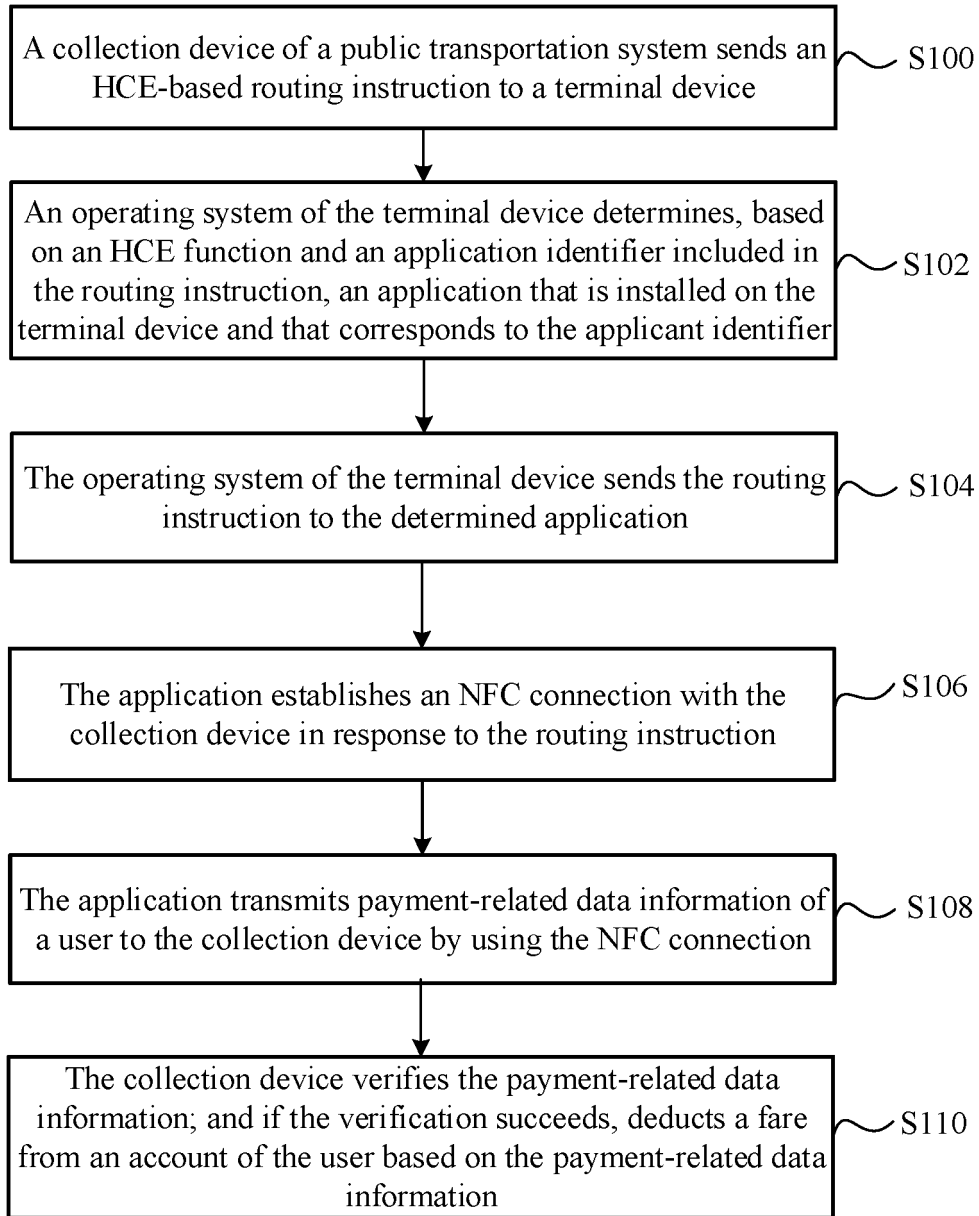 A collection device of a public transportation system sends an
HCE-based routing instruction to a terminal device
S100
An operating system of the terminal device determines, based
on an HCE function and an application identifier included in
the routing instruction, an application that is installed on the
terminal device and that corresponds to the applicant identifier
S102
The operating system of the terminal device sends the routing
instruction to the determined application
S104
The application establishes an NFC connection with the
collection device in response to the routing instruction
S106
The application transmits payment-related data information of
a user to the collection device by using the NFC connection
S108
The collection device verifies the payment-related data
information; and if the verification succeeds, deducts a fare
from an account of the user based on the payment-related data
information
S110